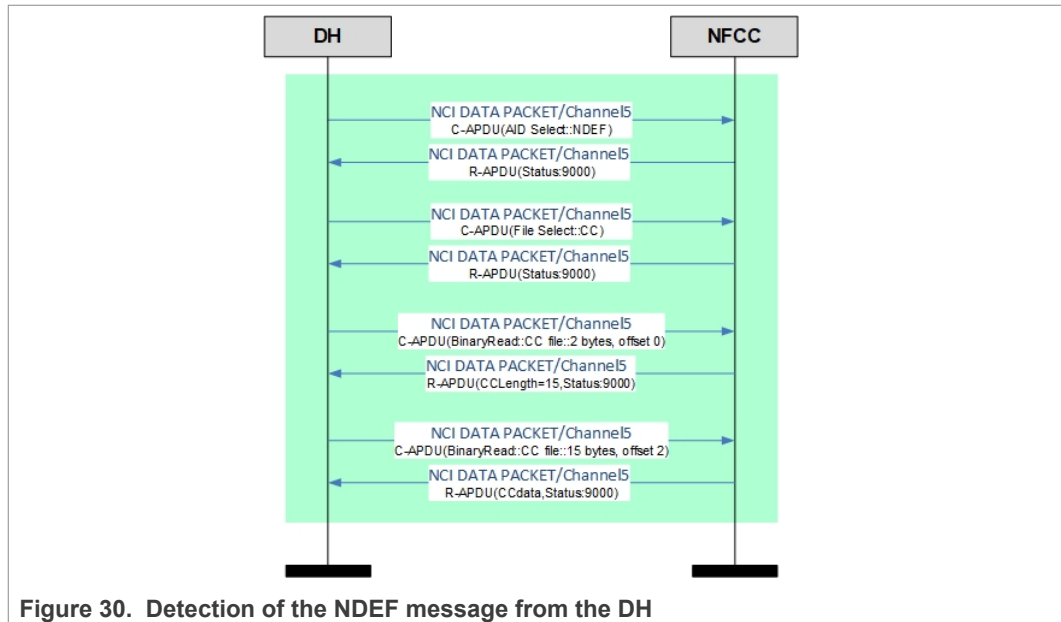 DH
NFCC
NCI DATA PACKET/Channel5
C-APDU(AID Select::NDEF)
NCI DATA PACKET/Channel5
R-APDU(Status:9000)
NCI DATA PACKET/Channel5
C-APDU(File Select::CC)
NCI DATA PACKET/Channel5
R-APDU(Status:9000)
NCI DATA PACKET/Channel5
C-APDU(BinaryRead::CC file::2 bytes, offset 0)
NCI DATA PACKET/Channel5
R-APDU(CCLength=15,Status:9000)
NCI DATA PACKET/Channel5
C-APDU(BinaryRead::CC file::15 bytes, offset 2)
NCI DATA PACKET/Channel5
R-APDU(CCdata,Status:9000)
Figure 30. Detection of the NDEF message from the DH